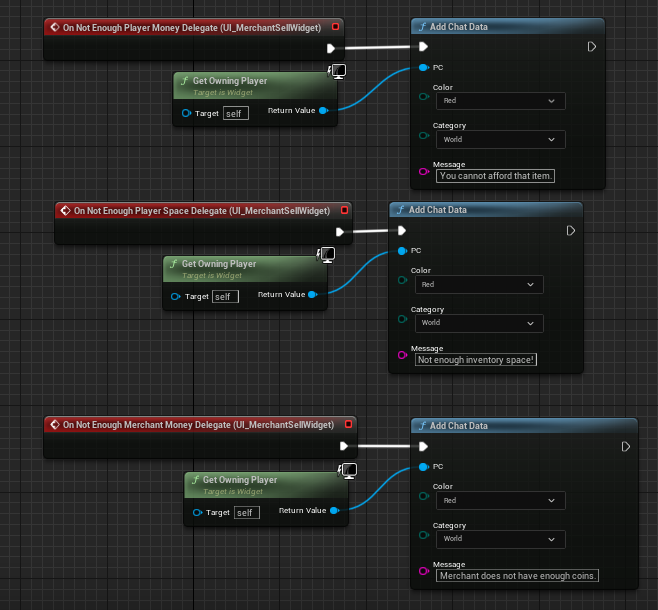 On Not Enough Player Money Delegate (UI_MerchantSellWidget)
Add Chat Data
PC
Get Owning Player
Target is Widget
Target self
Return Value
Color
Red
Category
World
Message
You cannot afford that item.
On Not Enough Player Space Delegate (UI_MerchantSellWidget)
Add Chat Data
PC
Get Owning Player
Target is Widget
Target self
Return Value
Color
Red
Category
World
Message
Not enough inventory space!
On Not Enough Merchant Money Delegate (UI_MerchantSellWidget)
Add Chat Data
PC
Get Owning Player
Target is Widget
Target self
Return Value
Color
Red
Category
World
Message
Merchant does not have enough coins.